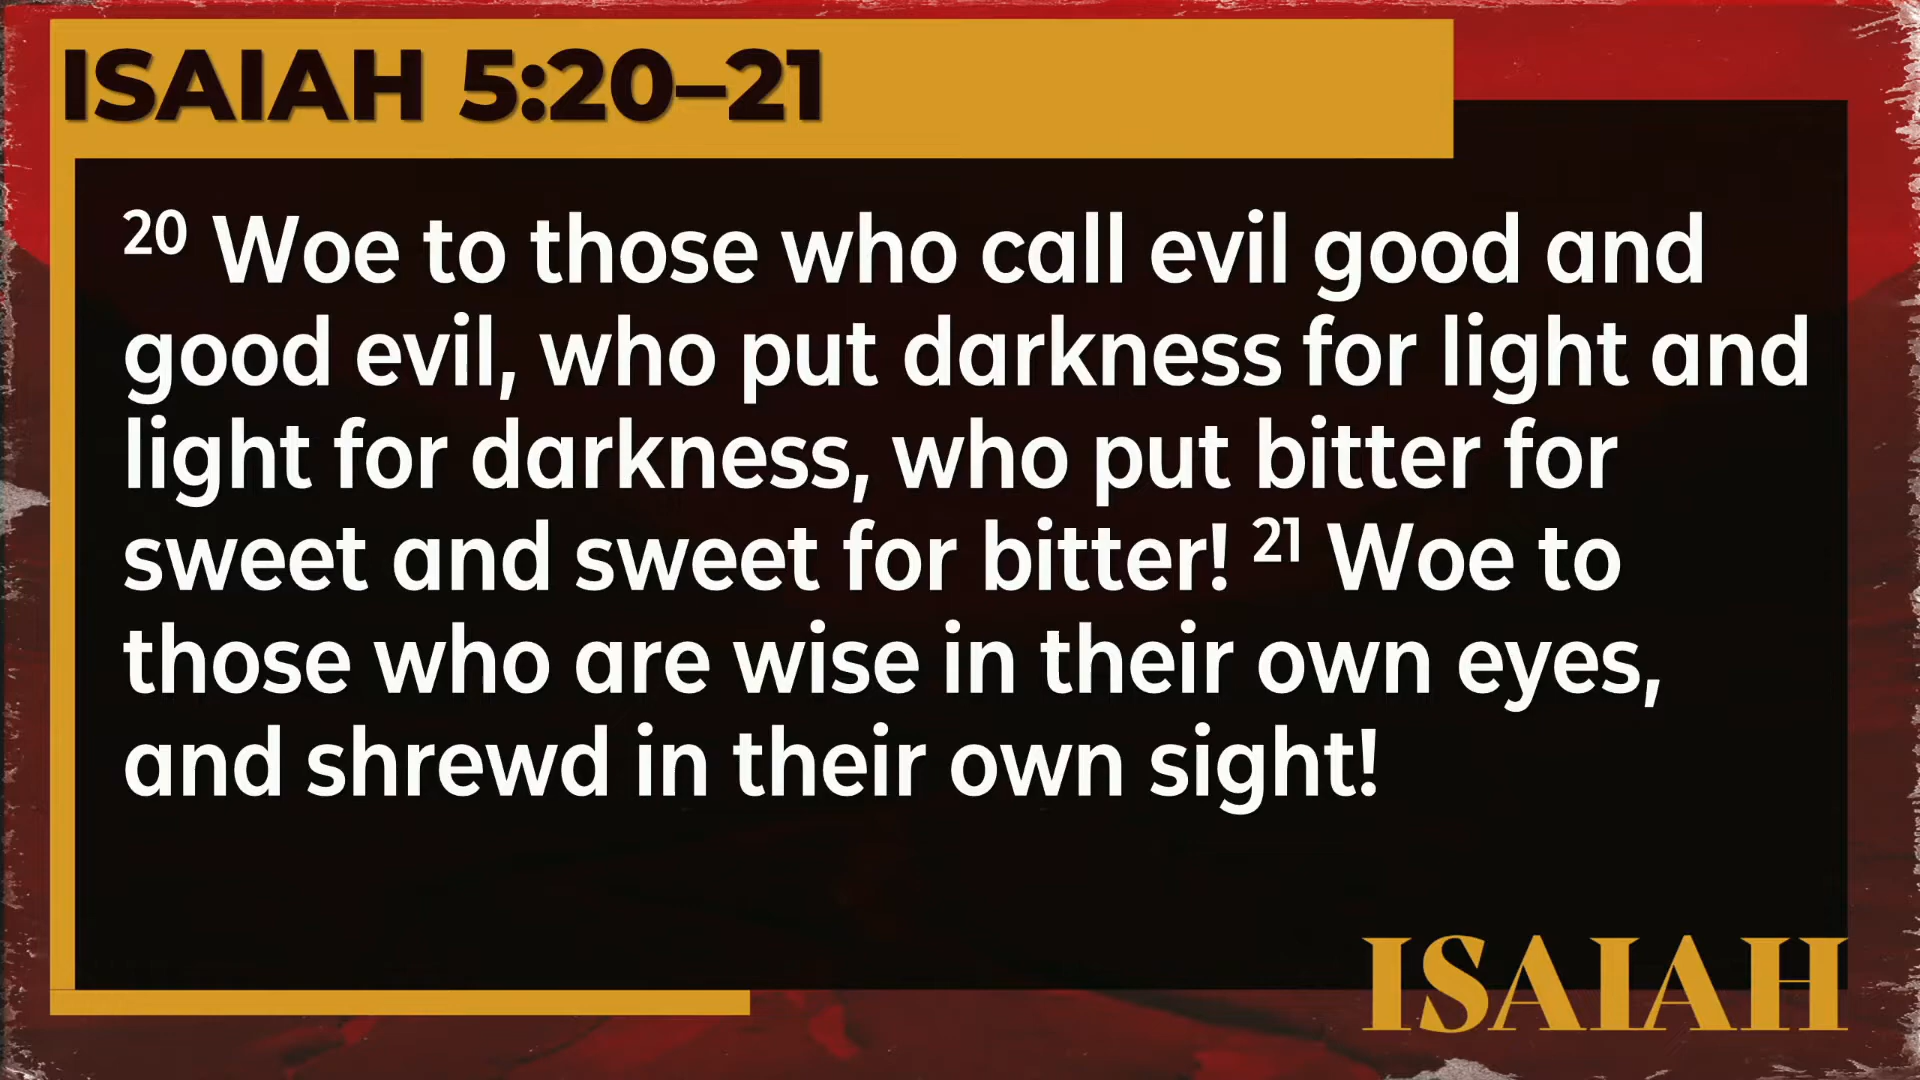 ISAIAH 5:20–21
20 Woe to those who call evil good and
good evil, who put darkness for light and
light for darkness, who put bitter for
sweet and sweet for bitter! 21 Woe to
those who are wise in their own eyes,
and shrewd in their own sight!
ISAIAH